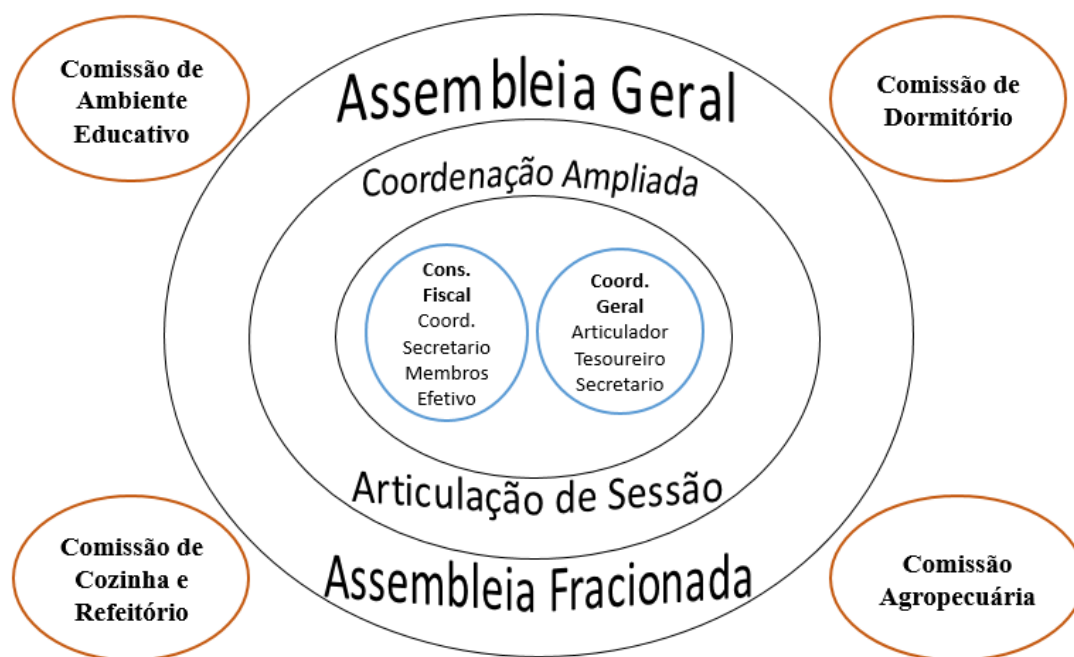 Comissão de
Ambiente
Educativo
Assembleia Geral
Comissão de
Dormitório
Coordenação Ampliada
Cons.
Fiscal
Coord.
Secretario
Membros
Efetivo
Coord.
Geral
Articulador
Tesoureiro
Secretario
Articulação de Sessão
Assembleia Fracionada
Comissão de
Cozinha e
Refeitório
Comissão
Agropecuária